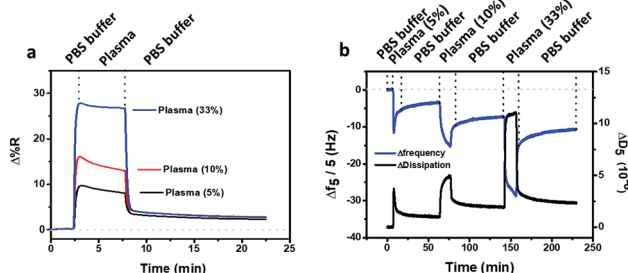 a
PBS buffer
Plasma
PBS buffer
Δ%R
30
20
10
0
Plasma (33%)
Plasma (10%)
Plasma (5%)
0
5
10
15
20
25
Time (min)
b
PBS buffer
Plasma (5%)
PBS buffer
Plasma (10%)
PBS buffer
Plasma (33%)
PBS buffer
Δf5 / 5 (Hz)
10
0
-10
-20
-30
-40
Δfrequency
ΔDissipation
0
50
100
150
200
250
Time (min)
15
10
5
0
ΔD5 (10-6)